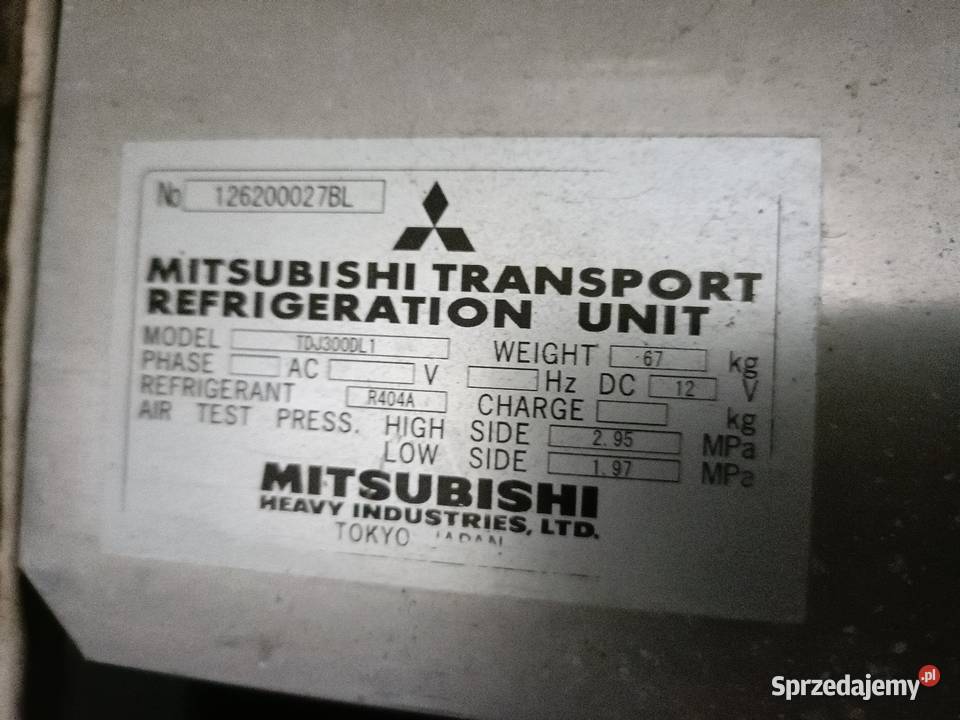 No 126200027BL
MITSUBISHI TRANSPORT
REFRIGERATION UNIT
MODEL TDJ300DL1 WEIGHT 67 kg
PHASE AC V Hz DC 12 V
REFRIGERANT R404A CHARGE kg
AIR TEST PRESS. HIGH SIDE 2.95 MPa
LOW SIDE 1.97 MPa
MITSUBISHI
HEAVY INDUSTRIES, LTD.
TOKYO JAPAN
Sprzedajemy.pl